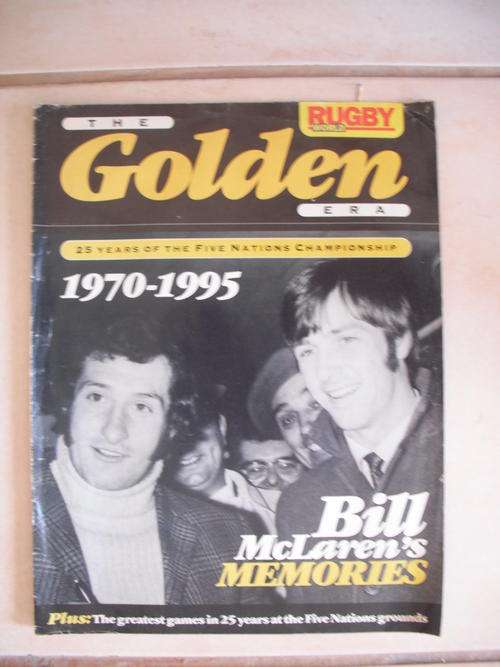 THE
RUGBY
WORLD
Golden
ERA
25 YEARS OF THE FIVE NATIONS CHAMPIONSHIP
1970-1995
Bill
McLaren's
MEMORIES
Plus: The greatest games in 25 years at the Five Nations grounds